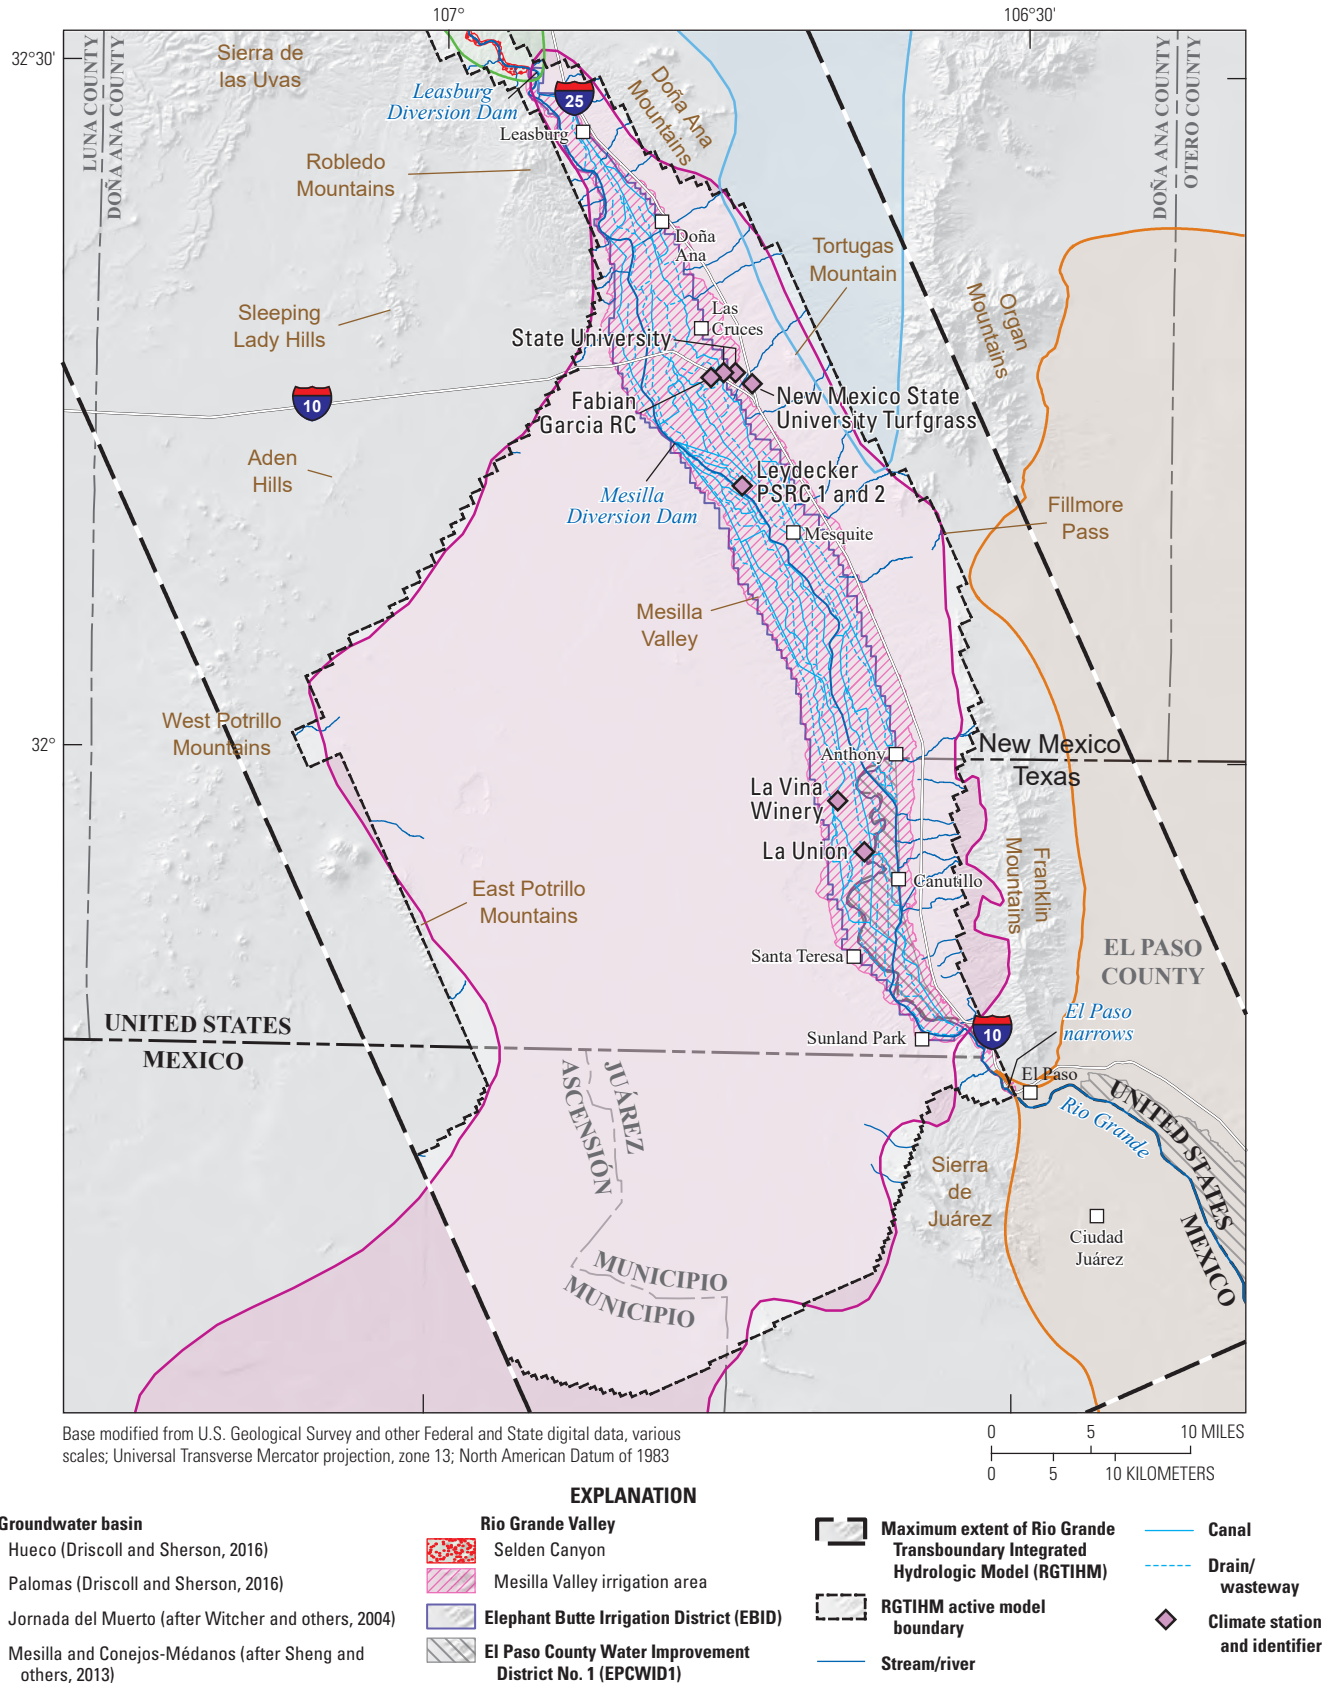 107°
106°30'
32°30'
Sierra de
las Uvas
LUNA COUNTY
DOÑA ANA COUNTY
Leasburg
Diversion Dam
25
Leasburg
Doña Ana
Mountains
DOÑA ANA COUNTY
OTERO COUNTY
Robledo
Mountains
Doña
Ana
Tortugas
Mountain
Sleeping
Lady Hills
Las
Cruces
Organ
Mountains
State University
10
Fabian
Garcia RC
New Mexico State
University Turfgrass
Aden
Hills
Leydecker
PSRC 1 and 2
Mesilla
Diversion Dam
Fillmore
Pass
Mesquite
Mesilla
Valley
West Potrillo
Mountains
32°
Anthony
New Mexico
Texas
La Vina
Winery
La Union
Canutillo
Franklin
Mountains
East Potrillo
Mountains
EL PASO
COUNTY
Santa Teresa
UNITED STATES
MEXICO
Sunland Park
10
El Paso
narrows
El Paso
JUÁREZ
ASCENSIÓN
Rio Grande
UNITED STATES
MEXICO
Sierra
de
Juárez
Ciudad
Juárez
MUNICIPIO
MUNICIPIO
Base modified from U.S. Geological Survey and other Federal and State digital data, various
scales; Universal Transverse Mercator projection, zone 13; North American Datum of 1983
0 5 10 MILES
0 5 10 KILOMETERS
EXPLANATION
Groundwater basin
Hueco (Driscoll and Sherson, 2016)
Palomas (Driscoll and Sherson, 2016)
Jornada del Muerto (after Witcher and others, 2004)
Mesilla and Conejos-Médanos (after Sheng and
others, 2013)
Rio Grande Valley
Selden Canyon
Mesilla Valley irrigation area
Elephant Butte Irrigation District (EBID)
El Paso County Water Improvement
District No. 1 (EPCWID1)
Maximum extent of Rio Grande
Transboundary Integrated
Hydrologic Model (RGTIHM)
RGTIHM active model
boundary
Stream/river
Canal
Drain/
wasteway
Climate station
and identifier